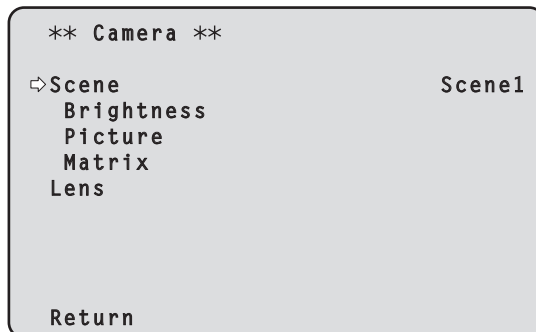 ** Camera **
⇨Scene Scene1
Brightness
Picture
Matrix
Lens
Return